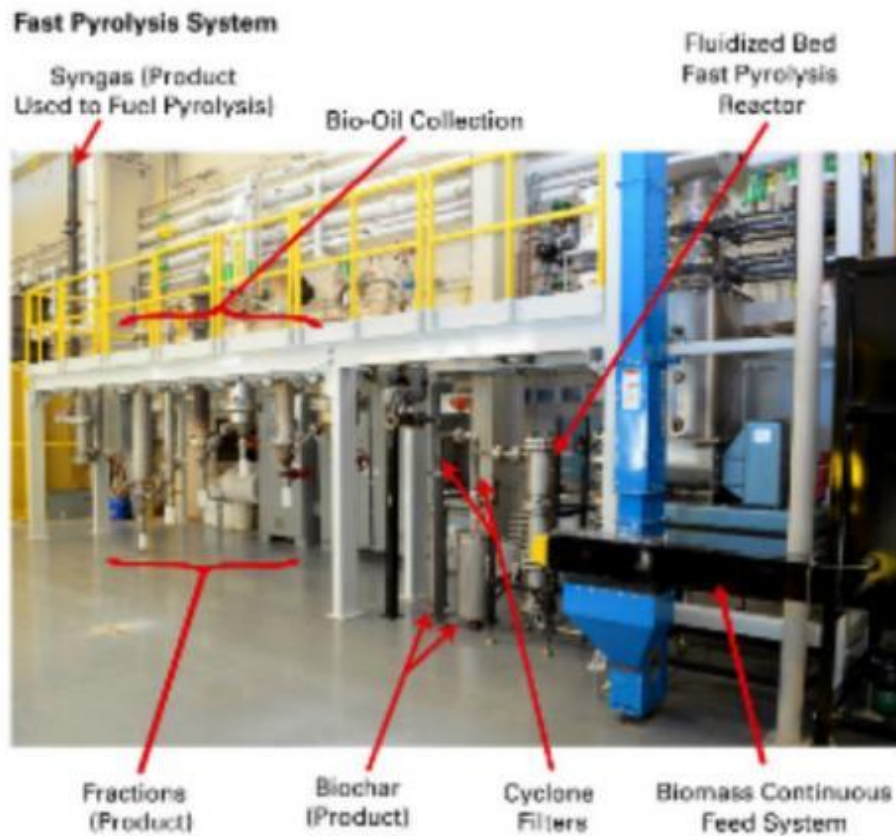 Fast Pyrolysis System
Syngas (Product
Used to Fuel Pyrolysis)
Bio-Oil Collection
Fluidized Bed
Fast Pyrolysis
Reactor
Fractions
(Product)
Biochar
(Product)
Cyclone
Filters
Biomass Continuous
Feed System